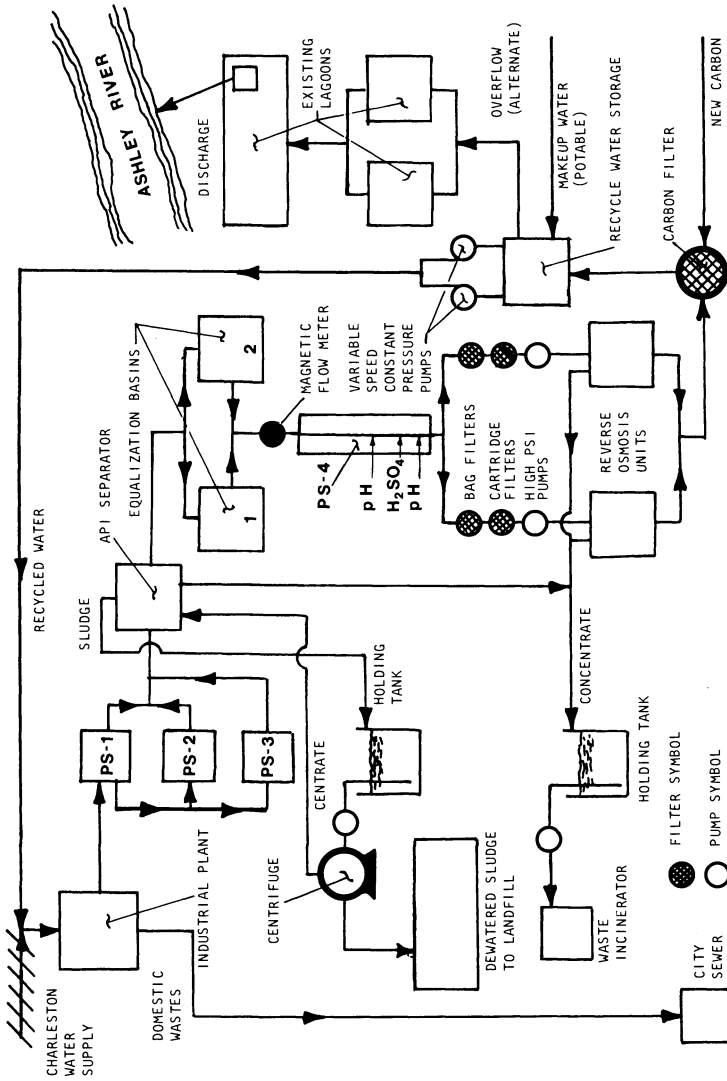 CHARLESTON
WATER
SUPPLY
RECYCLED WATER
ASHLEY RIVER
DISCHARGE
EXISTING
LAGOONS
OVERFLOW
(ALTERNATE)
MAKEUP WATER
(POTABLE)
RECYCLE WATER STORAGE
CARBON FILTER
NEW CARBON
INDUSTRIAL PLANT
DOMESTIC
WASTES
PS-1
PS-2
PS-3
SLUDGE
API SEPARATOR
EQUALIZATION BASINS
1
2
MAGNETIC
FLOW METER
VARIABLE
SPEED
CONSTANT
PRESSURE
PUMPS
PS-4
pH
H₂SO₄
pH
BAG FILTERS
CARTRIDGE
FILTERS
HIGH PSI
PUMPS
REVERSE
OSMOSIS
UNITS
CENTRIFUGE
CENTRATE
HOLDING
TANK
DEWATERED SLUDGE
TO LANDFILL
CONCENTRATE
HOLDING TANK
WASTE
INCINERATOR
CITY
SEWER
FILTER SYMBOL
PUMP SYMBOL